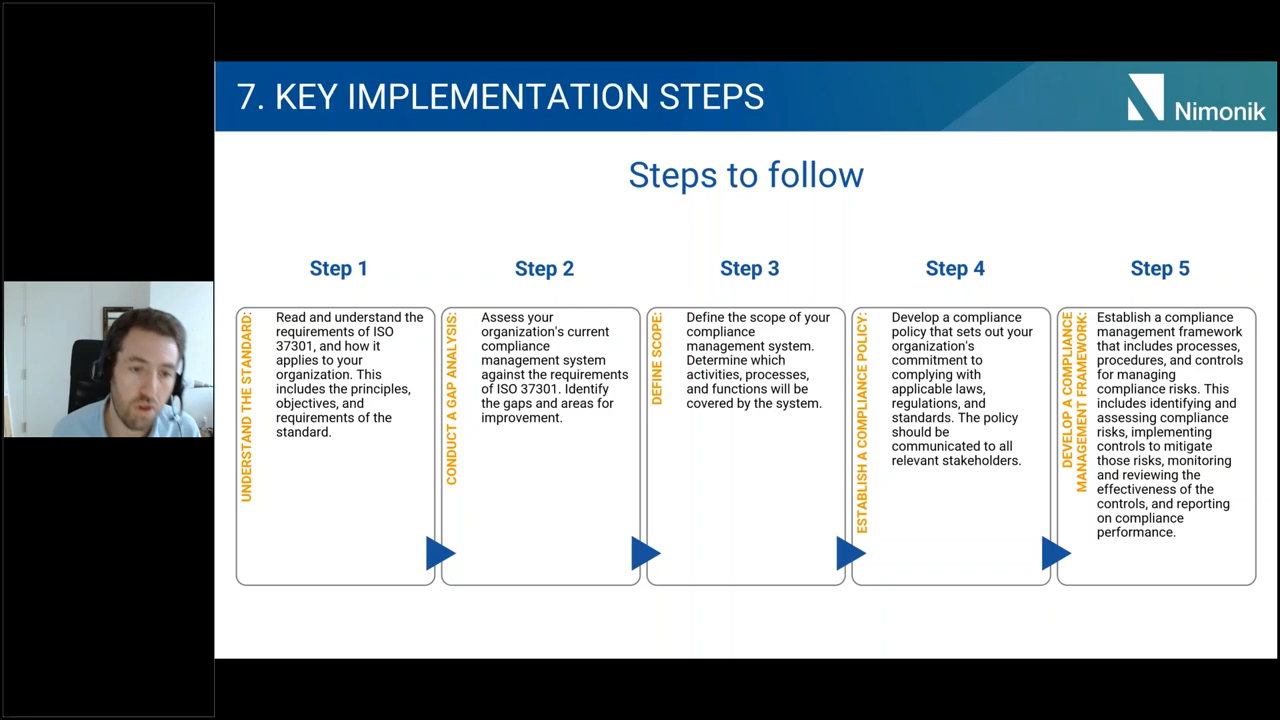 7. KEY IMPLEMENTATION STEPS
Nimonik
Steps to follow
Step 1
UNDERSTAND THE STANDARD:
Read and understand the
requirements of ISO
37301, and how it
applies to your
organization. This
includes the principles,
objectives, and
requirements of the
standard.
Step 2
CONDUCT A GAP ANALYSIS:
Assess your
organization's current
compliance
management system
against the requirements
of ISO 37301. Identify
the gaps and areas for
improvement.
Step 3
DEFINE SCOPE:
Define the scope of your
compliance
management system.
Determine which
activities, processes,
and functions will be
covered by the system.
Step 4
ESTABLISH A COMPLIANCE POLICY:
Develop a compliance
policy that sets out your
organization's
commitment to
complying with
applicable laws,
regulations, and
standards. The policy
should be
communicated to all
relevant stakeholders.
Step 5
DEVELOP A COMPLIANCE
MANAGEMENT FRAMEWORK:
Establish a compliance
management framework
that includes processes,
procedures, and controls
for managing
compliance risks. This
includes identifying and
assessing compliance
risks, implementing
controls to mitigate
those risks, monitoring
and reviewing the
effectiveness of the
controls, and reporting
on compliance
performance.